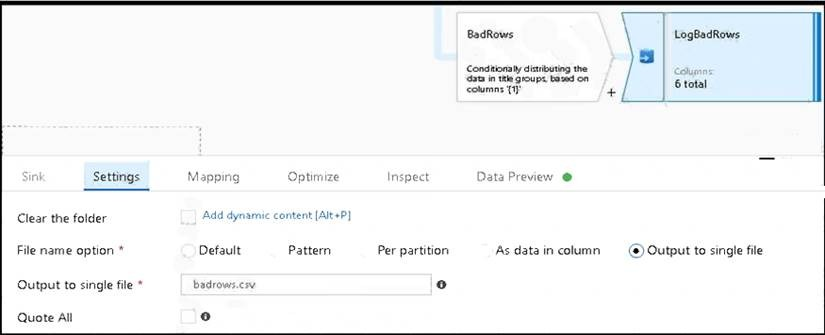 BadRows
LogBadRows
Conditionally distributing the
data in title groups, based on
columns '{1}'
Columns:
6 total
+
Sink Settings Mapping Optimize Inspect Data Preview
Clear the folder Add dynamic content [Alt+P]
File name option * Default Pattern Per partition As data in column Output to single file
Output to single file * badrows.csv
Quote All